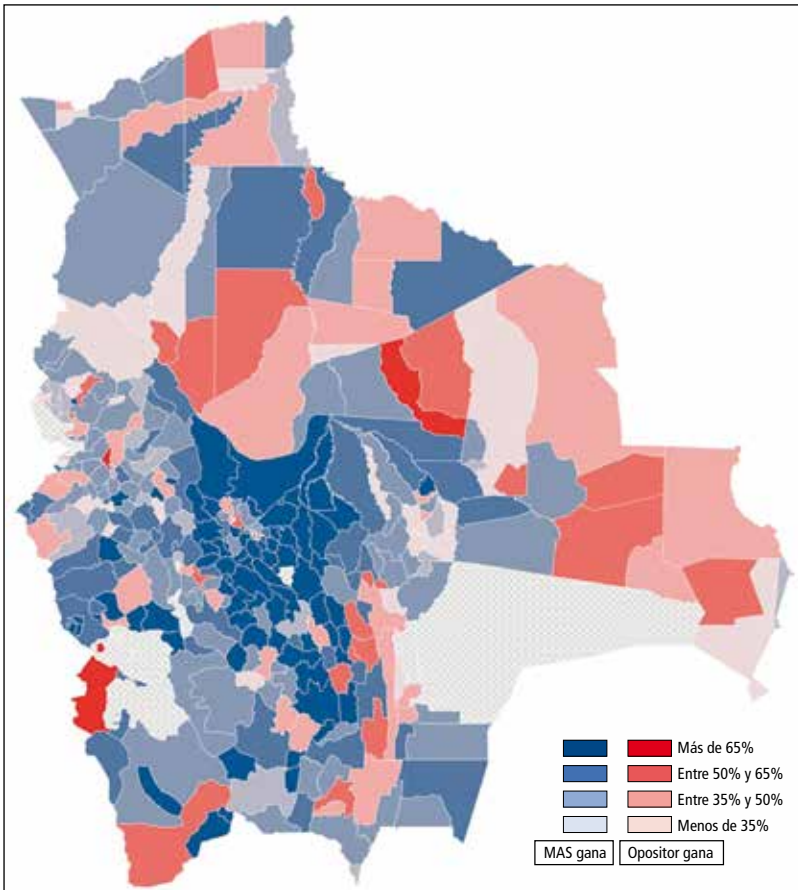 Más de 65%
Entre 50% y 65%
Entre 35% y 50%
Menos de 35%
MAS gana Opositor gana